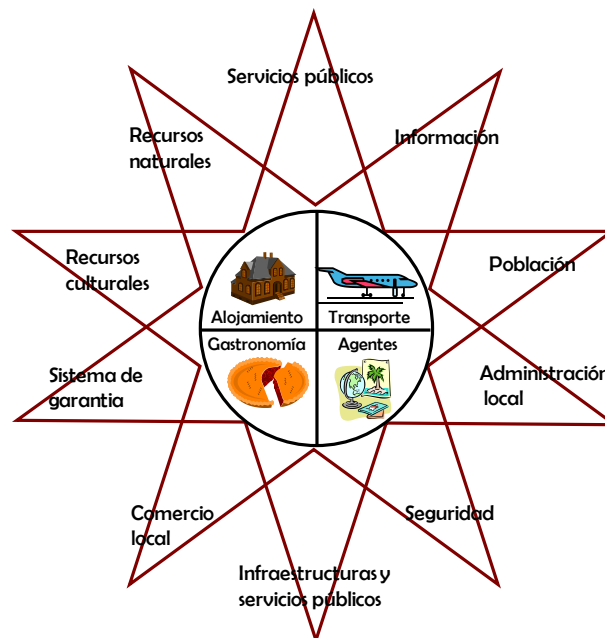 Servicios públicos
Recursos
naturales
Información
Recursos
culturales
Población
Alojamiento
Transporte
Gastronomía
Agentes
Sistema de
garantia
Administración
local
Comercio
local
Seguridad
Infraestructuras y
servicios públicos